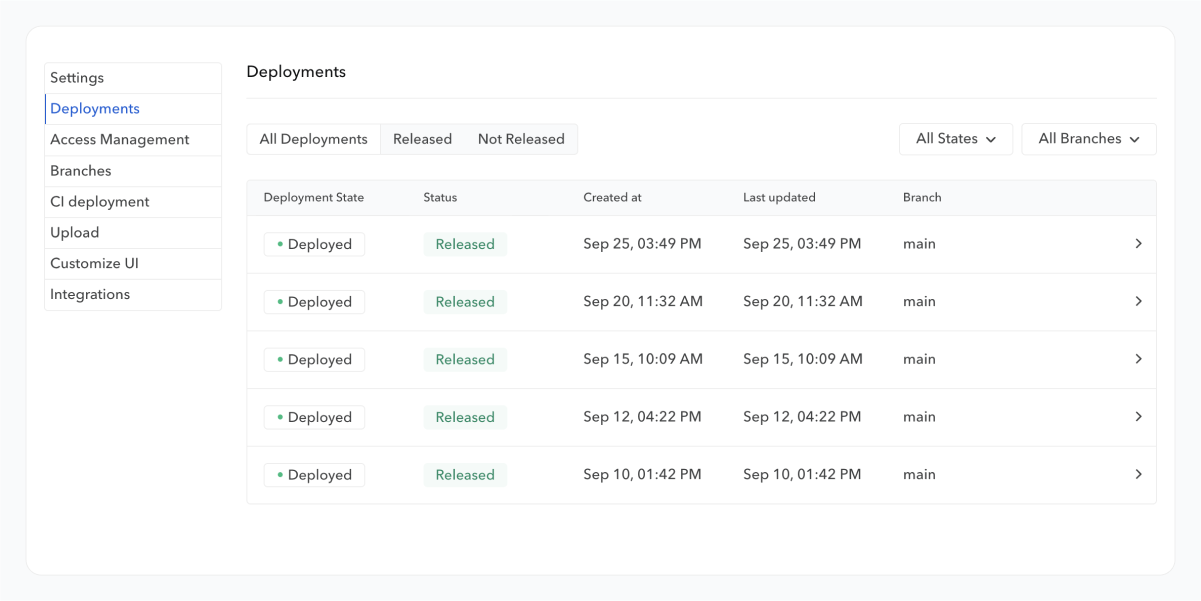 Settings
Deployments
Access Management
Branches
CI deployment
Upload
Customize UI
Integrations
Deployments
All Deployments Released Not Released All States All Branches
Deployment State Status Created at Last updated Branch
Deployed Released Sep 25, 03:49 PM Sep 25, 03:49 PM main
Deployed Released Sep 20, 11:32 AM Sep 20, 11:32 AM main
Deployed Released Sep 15, 10:09 AM Sep 15, 10:09 AM main
Deployed Released Sep 12, 04:22 PM Sep 12, 04:22 PM main
Deployed Released Sep 10, 01:42 PM Sep 10, 01:42 PM main